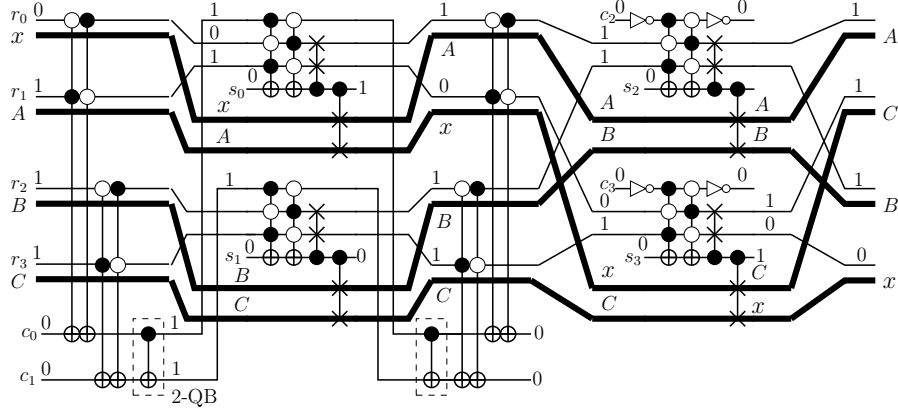 r0 0 1 1 1 c2 0 0 1
x 0 A 1 A
1 0 0
r1 1 s0 1 0 s2 1
A x A x A B C
r2 1 1 1 c3 0 0 1
B B B 0 1 B
0 1 0
r3 1 s1 0 1 s3 1 0
C B C C x C C x x
c0 0 1 0
c1 0 1 0
2-QB